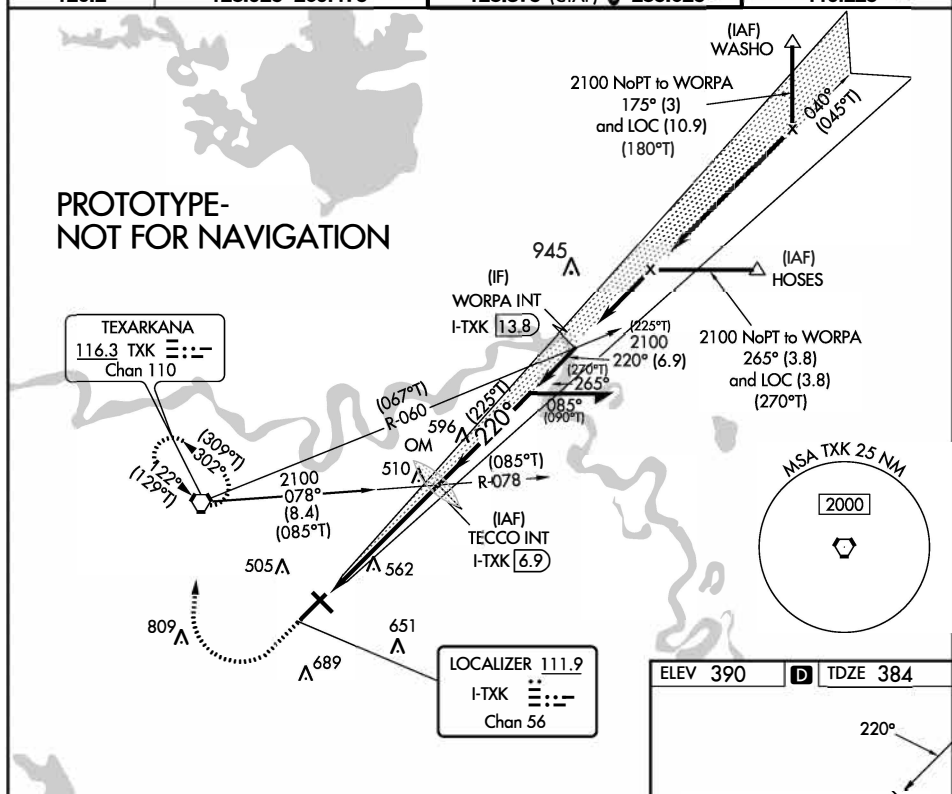 (IAF)
WASHO
2100 NoPT to WORPA
175° (3)
and LOC (10.9)
(180°T)
040°
(045°T)
PROTOTYPE-
NOT FOR NAVIGATION
945
(IAF)
HOSES
(IF)
WORPA INT
I-TXK 13.8
TEXARKANA
116.3 TXK
Chan 110
(225°T)
2100
220° (6.9)
2100 NoPT to WORPA
265° (3.8)
and LOC (3.8)
(270°T)
(270°T)
265°
085°
(090°T)
(067°T)
R-060
(225°T)
220°
596
OM
510
(309°T)
302°
122°
(129°T)
2100
078°
(8.4)
(085°T)
(085°T)
R-078
(IAF)
TECCO INT
I-TXK 6.9
MSA TXK 25 NM
2000
505
562
809
651
689
LOCALIZER 111.9
I-TXK
Chan 56
ELEV 390 D TDZE 384
220°